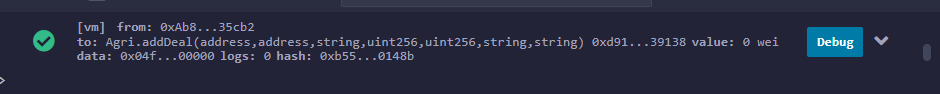 [vm] from: 0xAb8...35cb2
to: Agri.addDeal(address,address,string,uint256,uint256,string,string) 0xd91...39138 value: 0 wei
data: 0x04f...00000 logs: 0 hash: 0xb55...0148b
Debug
>